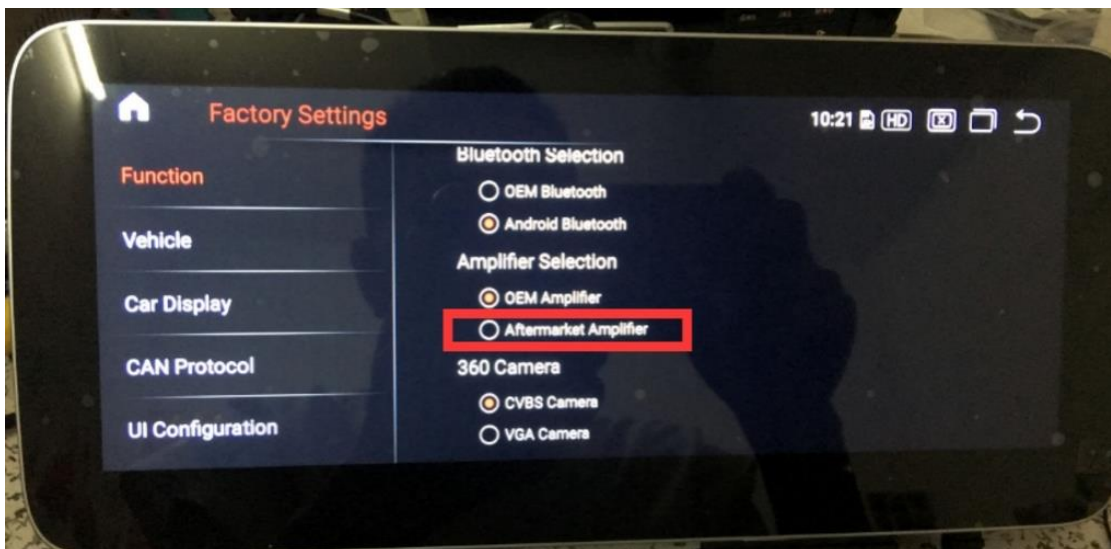 Factory Settings
10:21 HD
Function
Vehicle
Car Display
CAN Protocol
UI Configuration
Bluetooth Selection
OEM Bluetooth
Android Bluetooth
Amplifier Selection
OEM Amplifier
Aftermarket Amplifier
360 Camera
CVBS Camera
VGA Camera